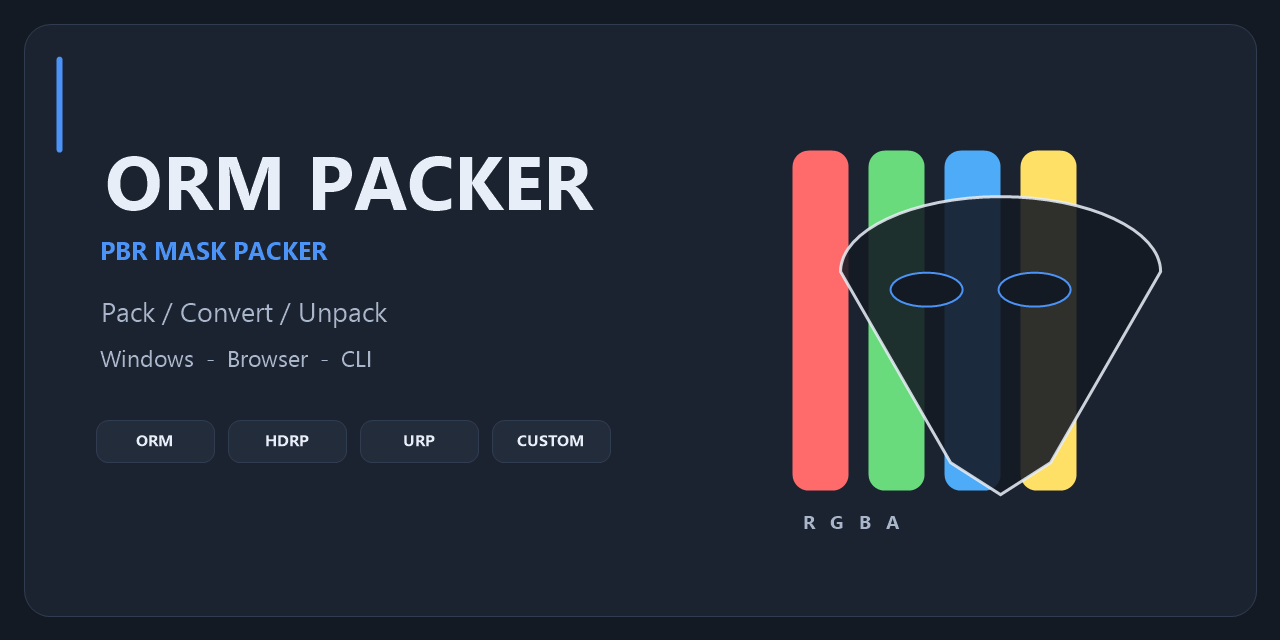 ORM PACKER
PBR MASK PACKER
Pack / Convert / Unpack
Windows - Browser - CLI
ORM HDRP URP CUSTOM
R G B A